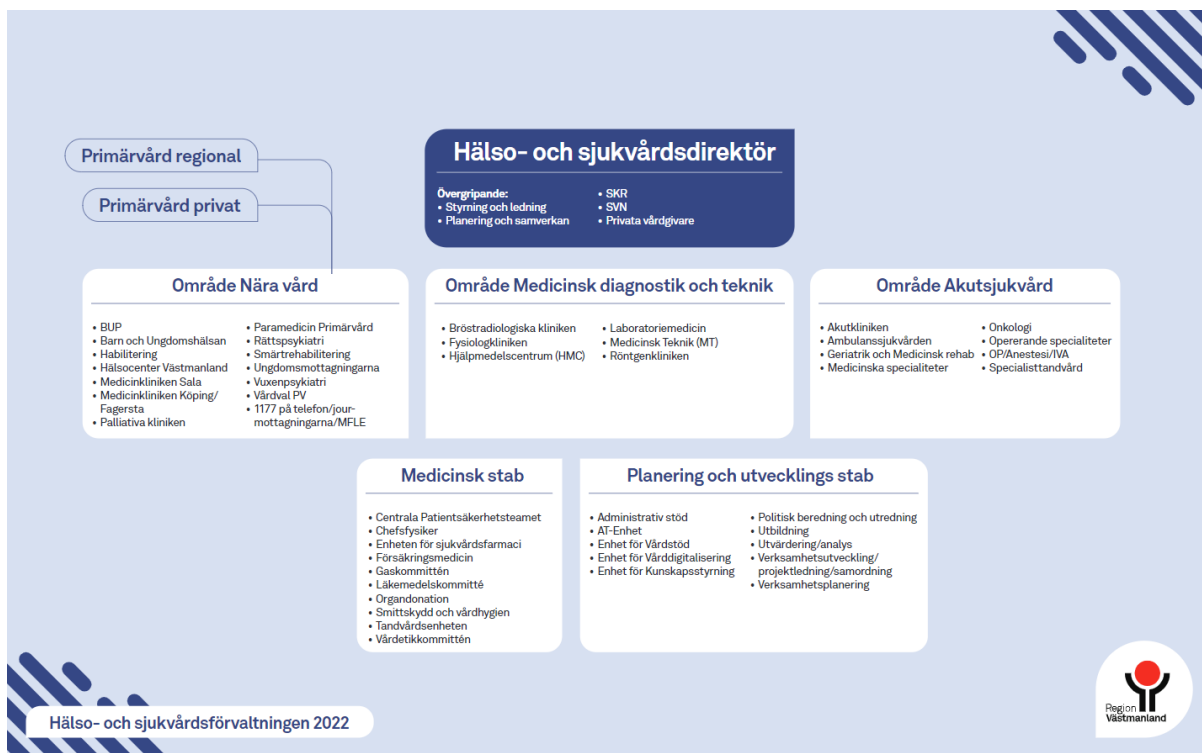 Primärvård regional
Primärvård privat
Hälso- och sjukvårdsdirektör
Övergripande:
• Styrning och ledning
• Planering och samverkan
• SKR
• SVN
• Privata vårdgivare
Område Nära vård
• BUP
• Barn och Ungdomshälsan
• Habilitering
• Hälsocenter Västmanland
• Medicinkliniken Sala
• Medicinkliniken Köping/
Fagersta
• Palliativa kliniken
• Paramedicin Primärvård
• Rättspsykiatri
• Smärtrehabilitering
• Ungdomsmottagningarna
• Vuxenpsykiatri
• Vårdval PV
• 1177 på telefon/jour-
mottagningarna/MFLE
Område Medicinsk diagnostik och teknik
• Bröstradiologiska kliniken
• Fysiologkliniken
• Hjälpmedelscentrum (HMC)
• Laboratoriemedicin
• Medicinsk Teknik (MT)
• Röntgenkliniken
Område Akutsjukvård
• Akutkliniken
• Ambulanssjukvården
• Geriatrik och Medicinsk rehab
• Medicinska specialiteter
• Onkologi
• Opererande specialiteter
• OP/Anestesi/IVA
• Specialisttandvård
Medicinsk stab
• Centrala Patientsäkerhetsteamet
• Chefsfysiker
• Enheten för sjukvårdsfarmaci
• Försäkringsmedicin
• Gaskommittén
• Läkemedelskommitté
• Organdonation
• Smittskydd och vårdhygien
• Tandvårdsenheten
• Vårdetikkommittén
Planering och utvecklings stab
• Administrativ stöd
• AT-Enhet
• Enhet för Vårdstöd
• Enhet för Vårddigitalisering
• Enhet för Kunskapsstyrning
• Politisk beredning och utredning
• Utbildning
• Utvärdering/analys
• Verksamhetsutveckling/
projektledning/samordning
• Verksamhetsplanering
Hälso- och sjukvårdsförvaltningen 2022
Region
Västmanland